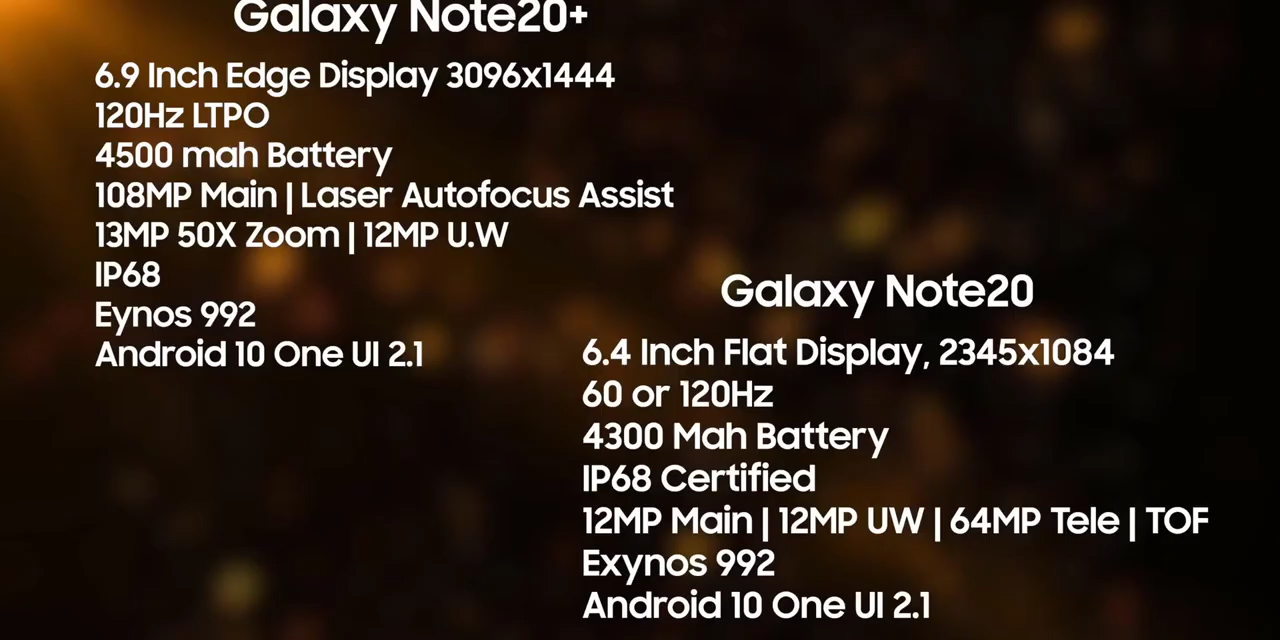 Galaxy Note20+
6.9 Inch Edge Display 3096x1444
120Hz LTPO
4500 mah Battery
108MP Main | Laser Autofocus Assist
13MP 50X Zoom | 12MP U.W
IP68
Eynos 992
Android 10 One UI 2.1
Galaxy Note20
6.4 Inch Flat Display, 2345x1084
60 or 120Hz
4300 Mah Battery
IP68 Certified
12MP Main | 12MP UW | 64MP Tele | TOF
Exynos 992
Android 10 One UI 2.1